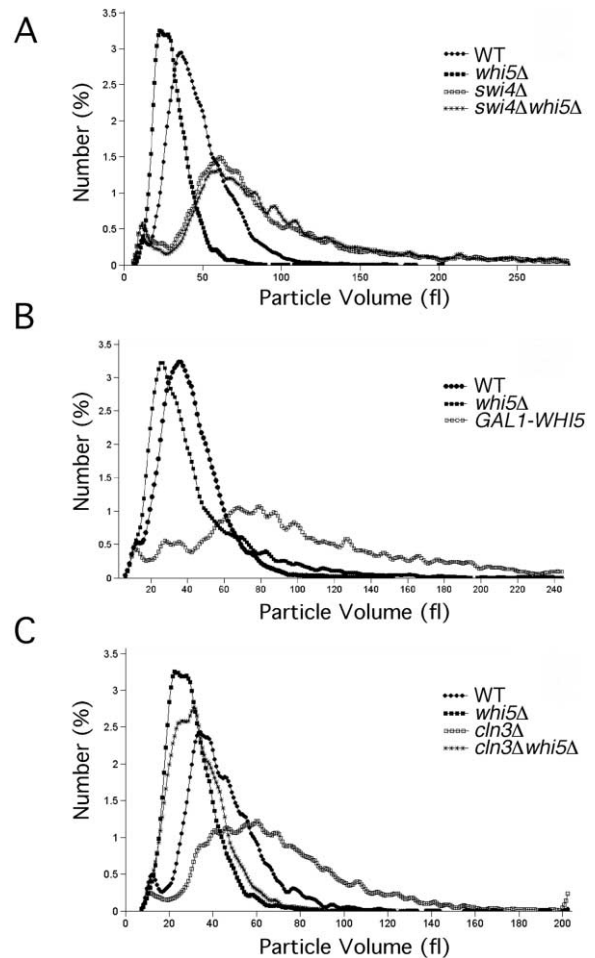 A
3.5
3
2.5
2
1.5
1
0.5
0
Number (%)
50
100
150
200
250
Particle Volume (fl)
WT
whi5Δ
swi4Δ
swi4Δwhi5Δ
B
3.5
3
2.5
2
1.5
1
0.5
0
Number (%)
20
40
60
80
100
120
140
160
180
200
220
240
Particle Volume (fl)
WT
whi5Δ
GAL1-WHI5
C
3.5
3
2.5
2
1.5
1
0.5
0
Number (%)
0
20
40
60
80
100
120
140
160
180
200
Particle Volume (fl)
WT
whi5Δ
cln3Δ
cln3Δwhi5Δ